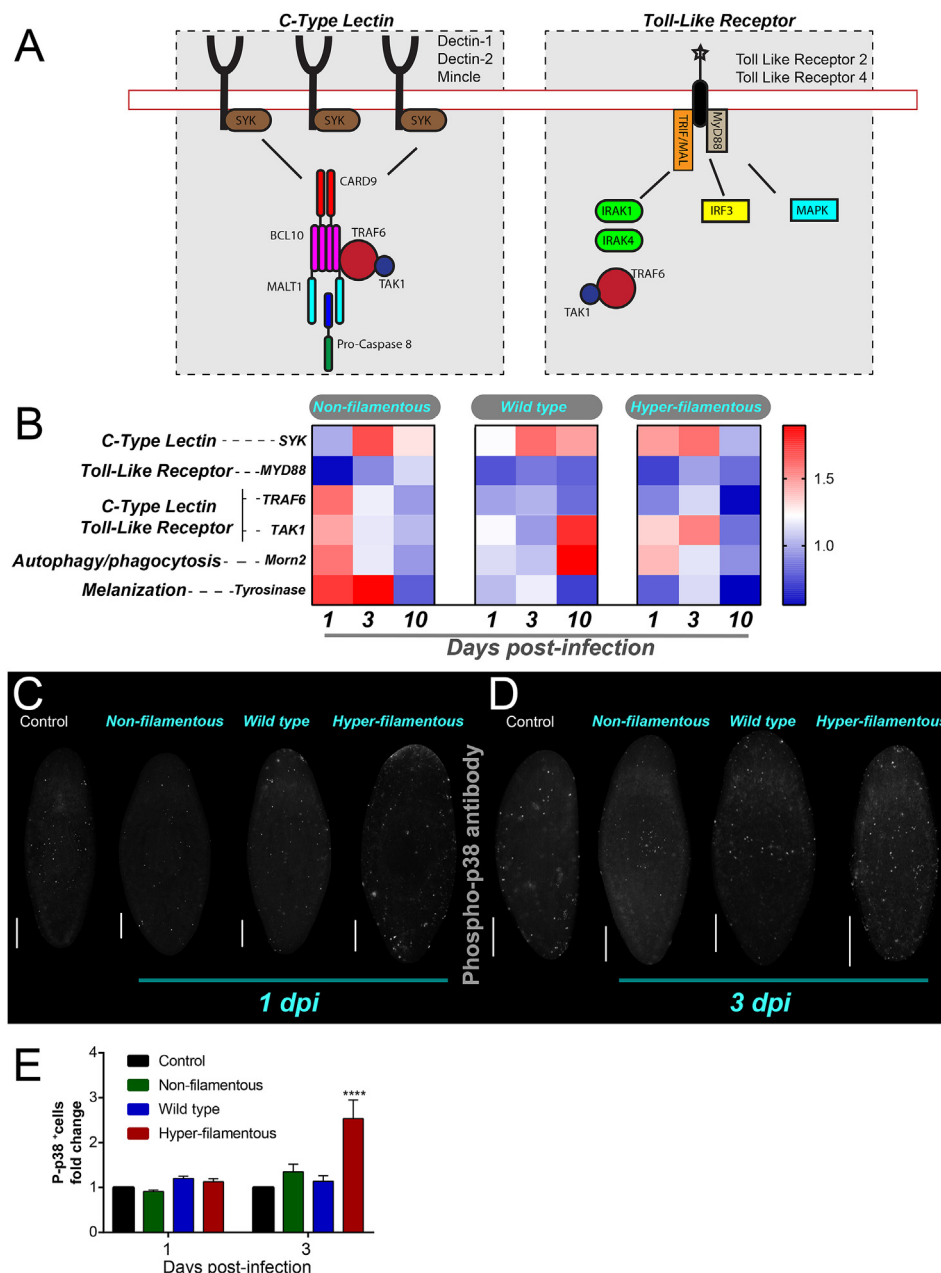 A
C-Type Lectin
Toll-Like Receptor
Dectin-1
Dectin-2
Mincle
Toll Like Receptor 2
Toll Like Receptor 4
SYK
SYK
SYK
TRIF/MAL
MyD88
CARD9
BCL10
TRAF6
TAK1
MALT1
Pro-Caspase 8
IRAK1
IRF3
MAPK
IRAK4
TRAF6
TAK1
B
Non-filamentous
Wild type
Hyper-filamentous
C-Type Lectin
SYK
Toll-Like Receptor
MYD88
C-Type Lectin
Toll-Like Receptor
TRAF6
TAK1
Autophagy/phagocytosis
Morn2
Melanization
Tyrosinase
1.5
1.0
1 3 10
1 3 10
1 3 10
Days post-infection
C
Control
Non-filamentous
Wild type
Hyper-filamentous
1 dpi
Phospho-p38 antibody
D
Control
Non-filamentous
Wild type
Hyper-filamentous
3 dpi
E
P-p38 +cells
fold change
4
3
2
1
0
Control
Non-filamentous
Wild type
Hyper-filamentous
****
1
3
Days post-infection